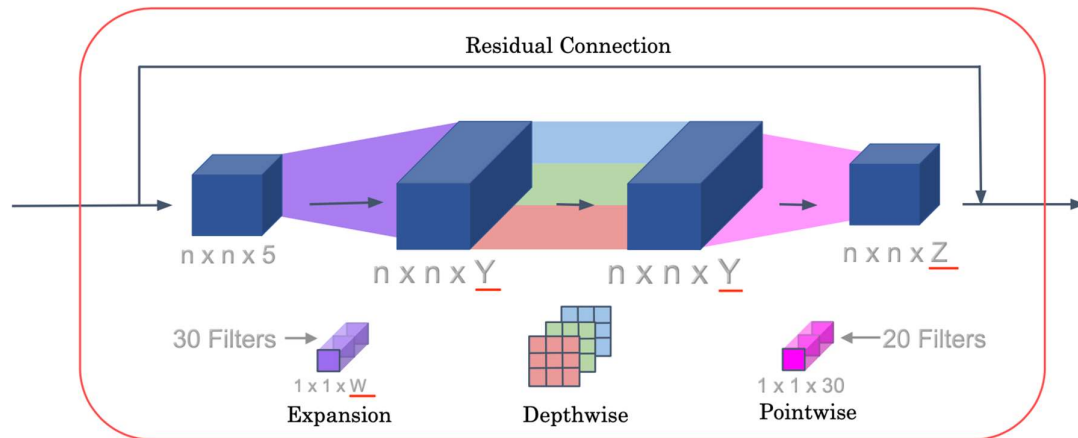 Residual Connection
n x n x 5
n x n x Y
n x n x Y
n x n x Z
30 Filters
20 Filters
1 x 1 x W
1 x 1 x 30
Expansion
Depthwise
Pointwise